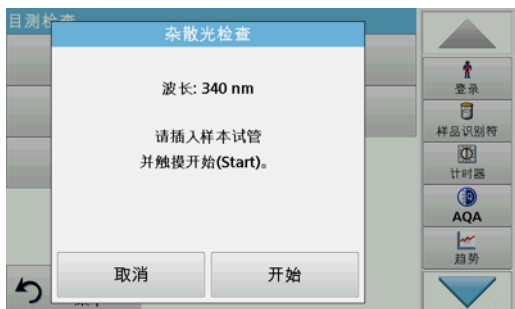 目测检查
杂散光检查
波长: 340 nm
请插入样本试管
并触摸开始(Start)。
取消
开始
登录
样品识别符
计时器
AQA
趋势